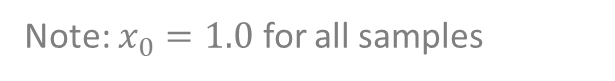 Note: x₀ = 1.0 for all samples